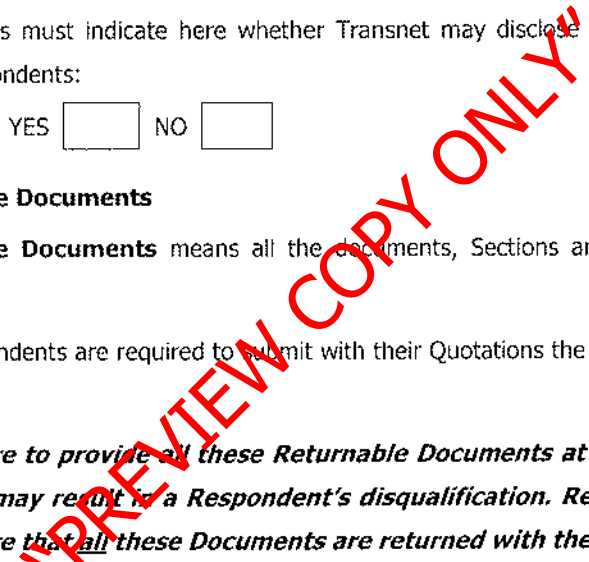 s must indicate here whether Transnet may disclose
ondents:
YES NO
e Documents
e Documents means all the documents, Sections an
ndents are required to submit with their Quotations the
re to provide all these Returnable Documents at
may result in a Respondent's disqualification. Re
re that all these Documents are returned with the
"PREVIEW COPY ONLY"